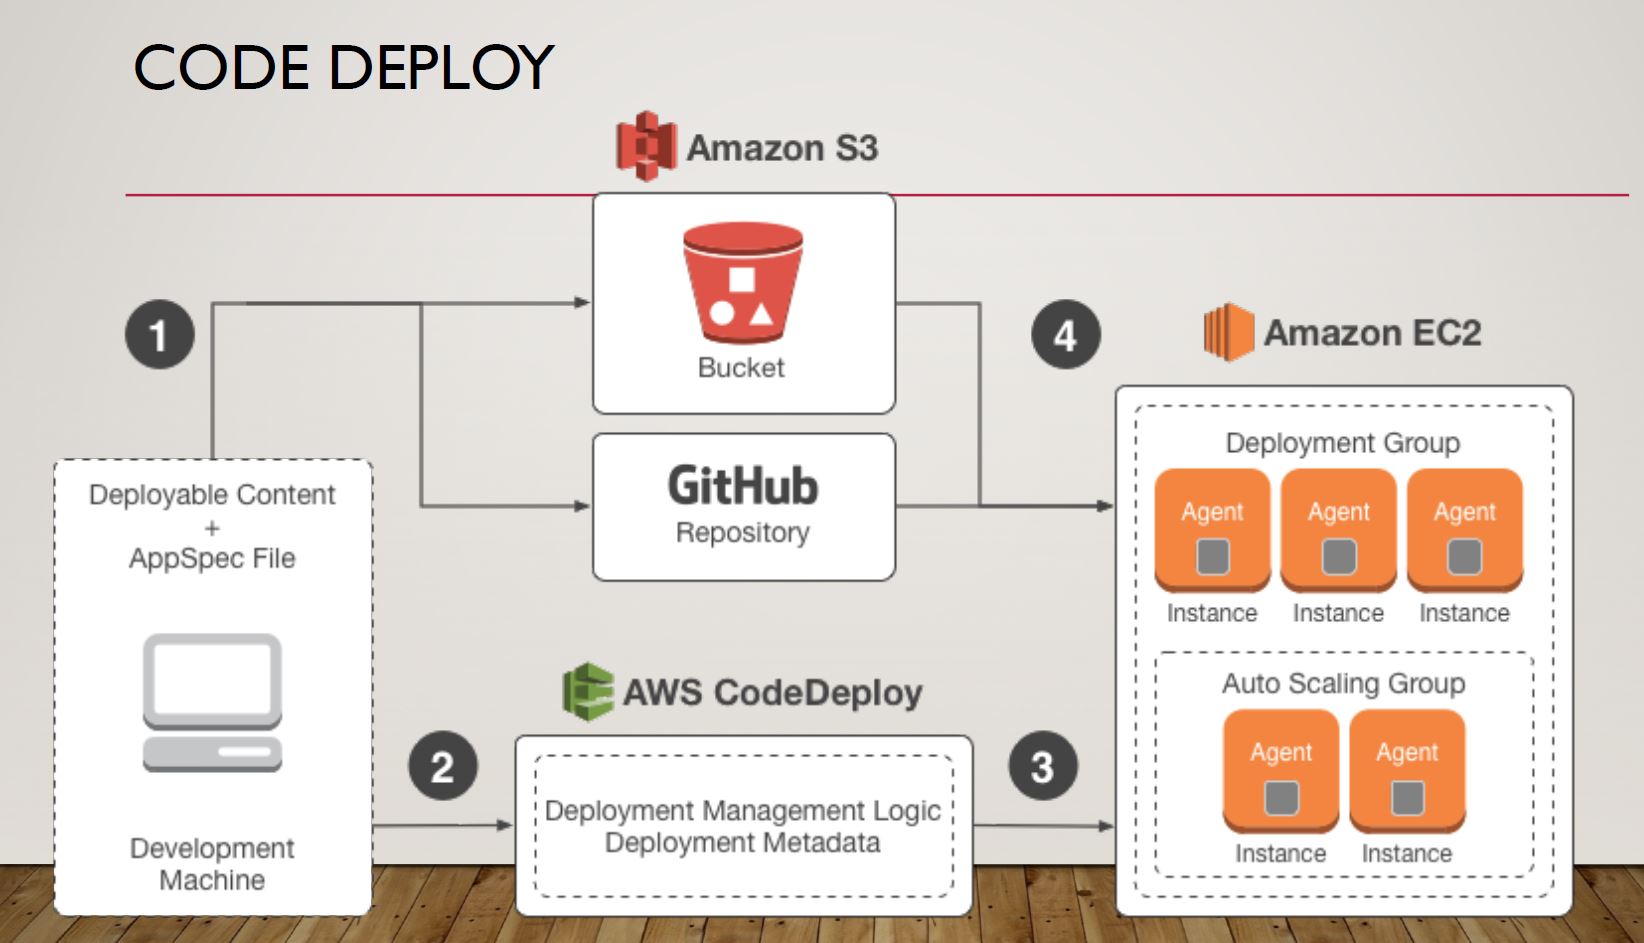 CODE DEPLOY
Amazon S3
Bucket
1
4
Amazon EC2
GitHub
Repository
Deployable Content
+
AppSpec File
Development
Machine
Deployment Group
Agent Agent Agent
Instance Instance Instance
Auto Scaling Group
Agent Agent
Instance Instance
2
AWS CodeDeploy
3
Deployment Management Logic
Deployment Metadata